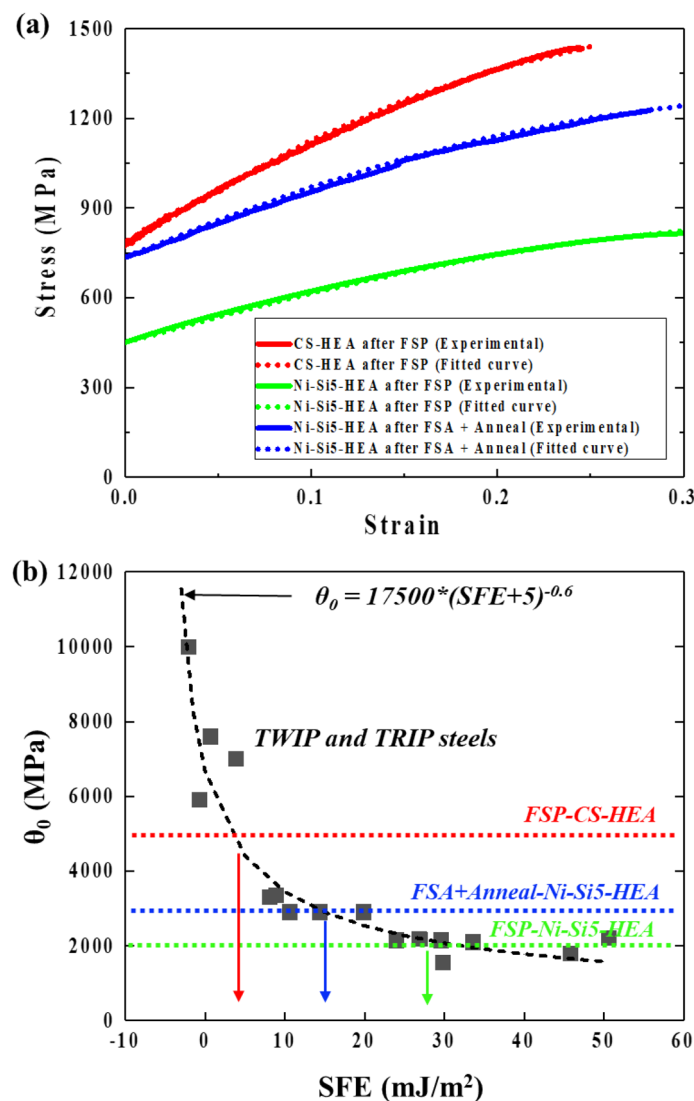 (a)
1500
1200
900
600
300
0
Stress (MPa)
CS-HEA after FSP (Experimental)
CS-HEA after FSP (Fitted curve)
Ni-Si5-HEA after FSP (Experimental)
Ni-Si5-HEA after FSP (Fitted curve)
Ni-Si5-HEA after FSA + Anneal (Experimental)
Ni-Si5-HEA after FSA + Anneal (Fitted curve)
0.0 0.1 0.2 0.3
Strain
(b)
12000
10000
8000
6000
4000
2000
0
θ₀ (MPa)
θ₀ = 17500*(SFE+5)⁻⁰·⁶
TWIP and TRIP steels
FSP-CS-HEA
FSA+Anneal-Ni-Si5-HEA
FSP-Ni-Si5-HEA
-10 0 10 20 30 40 50 60
SFE (mJ/m²)